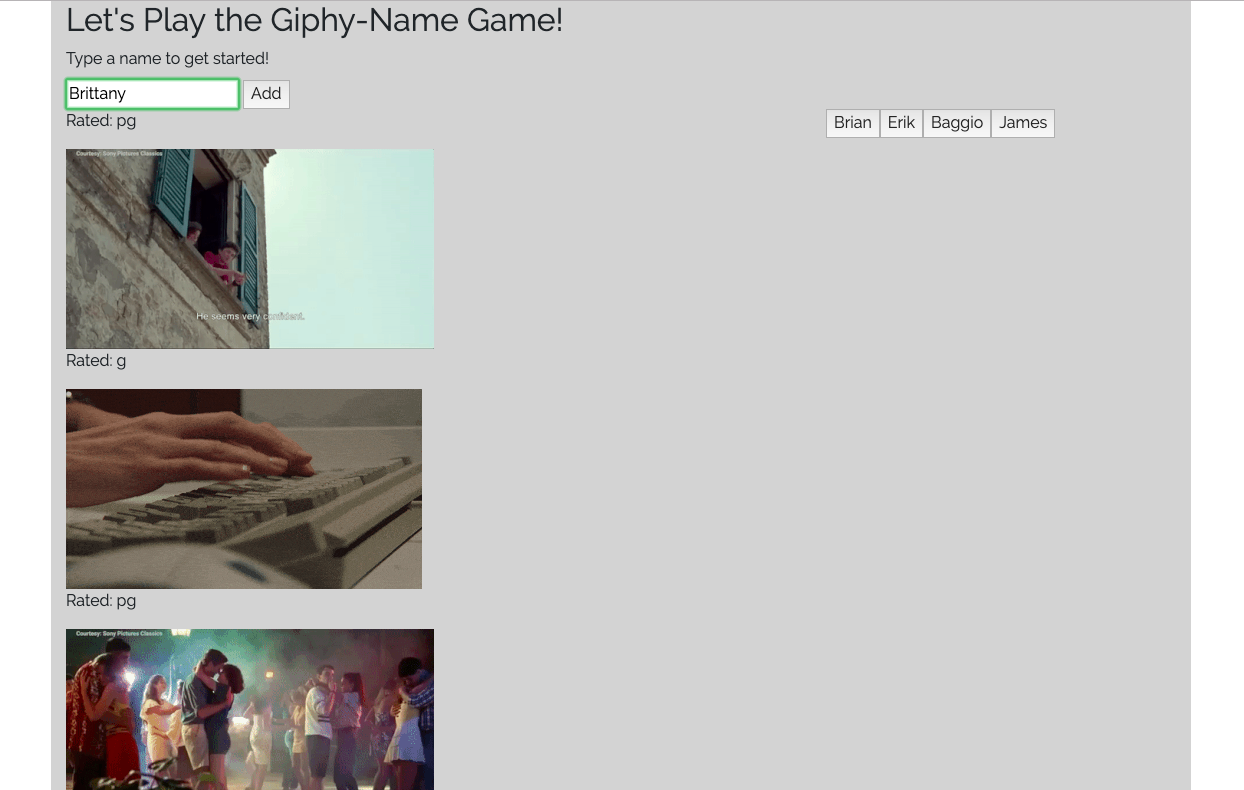 Let's Play the Giphy-Name Game!
Type a name to get started!
Brittany Add
Rated: pg
Brian Erik Baggio James
Courtesy: Sony Pictures Classics
He seems very confident.
Rated: g
Rated: pg
Courtesy: Sony Pictures Classics